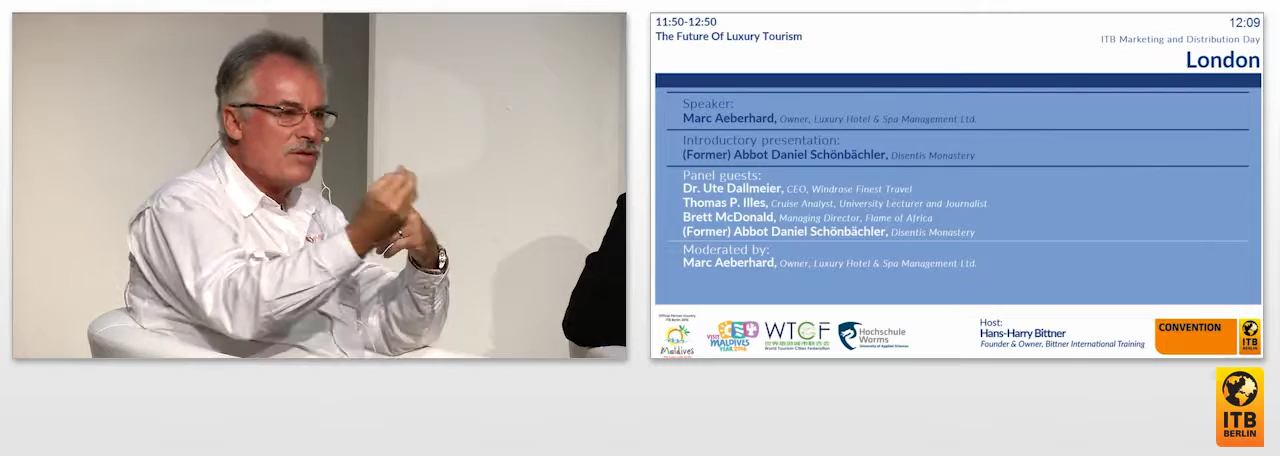 11:50-12:50
12:09
The Future Of Luxury Tourism
ITB Marketing and Distribution Day
London
Speaker:
Marc Aeberhard, Owner, Luxury Hotel & Spa Management Ltd.
Introductory presentation:
(Former) Abbot Daniel Schönbächler, Disentis Monastery
Panel guests:
Dr. Ute Dallmeier, CEO, Windrose Finest Travel
Thomas P. Illes, Cruise Analyst, University Lecturer and Journalist
Brett McDonald, Managing Director, Flame of Africa
(Former) Abbot Daniel Schönbächler, Disentis Monastery
Moderated by:
Marc Aeberhard, Owner, Luxury Hotel & Spa Management Ltd.
Maldives
VISIT
MALDIVES
YEAR 2016
WTCF
World Tourism Cities Federation
Hochschule
Worms
University of Applied Sciences
Host:
Hans-Harry Bittner
Founder & Owner, Bittner International Training
CONVENTION
ITB
BERLIN
ITB
BERLIN